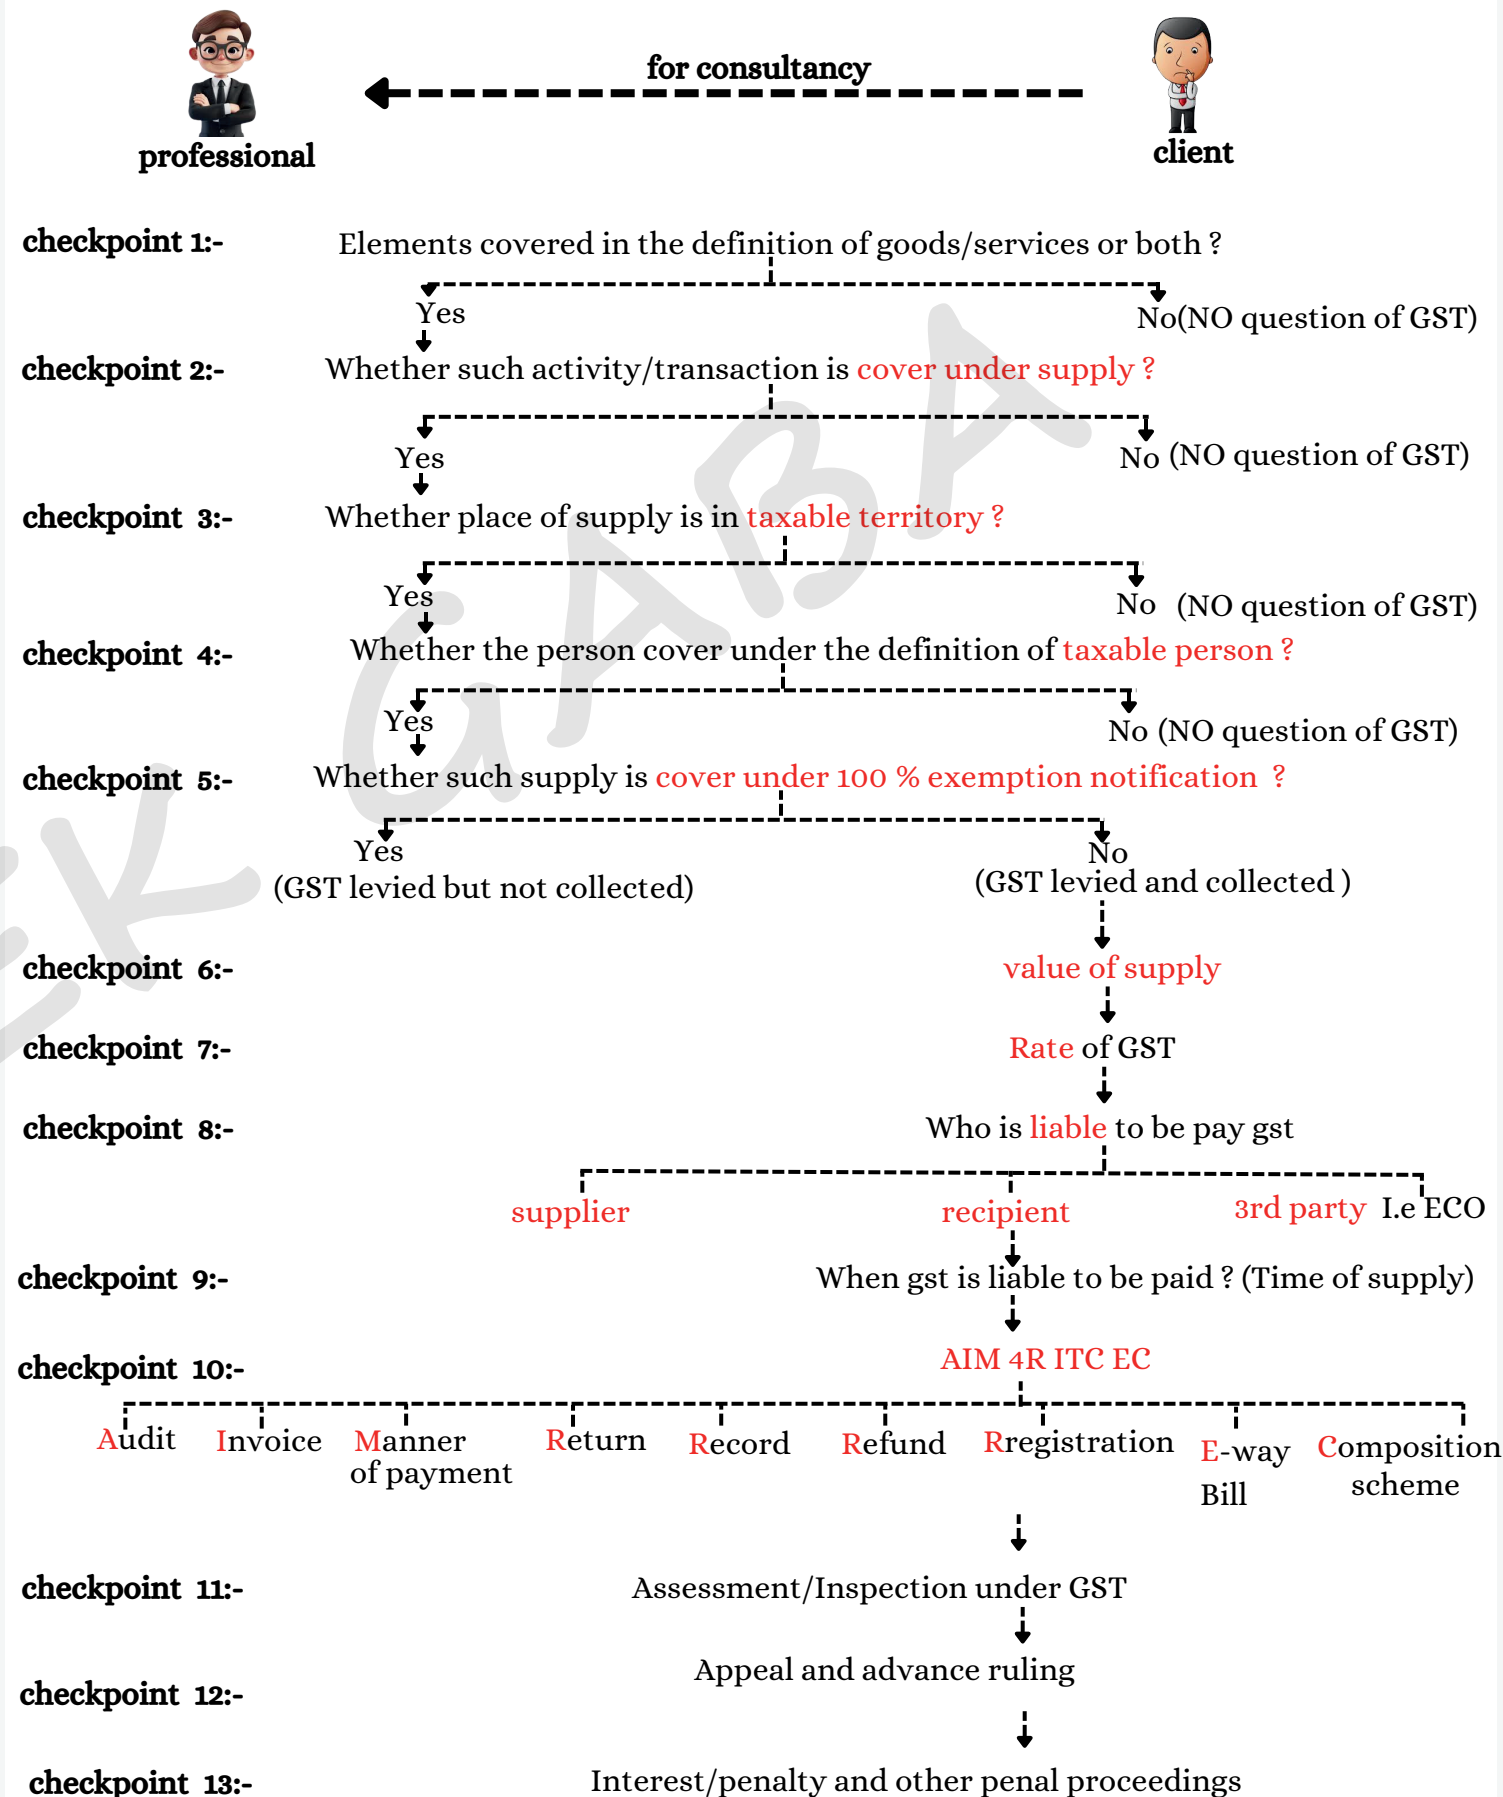 for consultancy
professional
client
checkpoint 1:- Elements covered in the definition of goods/services or both ?
Yes
No(NO question of GST)
checkpoint 2:- Whether such activity/transaction is cover under supply ?
Yes
No (NO question of GST)
checkpoint 3:- Whether place of supply is in taxable territory ?
Yes
No (NO question of GST)
checkpoint 4:- Whether the person cover under the definition of taxable person ?
Yes
No (NO question of GST)
checkpoint 5:- Whether such supply is cover under 100 % exemption notification ?
Yes
(GST levied but not collected)
No
(GST levied and collected )
checkpoint 6:- value of supply
checkpoint 7:- Rate of GST
checkpoint 8:- Who is liable to be pay gst
supplier
recipient
3rd party I.e ECO
checkpoint 9:- When gst is liable to be paid ? (Time of supply)
checkpoint 10:- AIM 4R ITC EC
Audit
Invoice
Manner
of payment
Return
Record
Refund
Rregistration
E-way
Bill
Composition
scheme
checkpoint 11:- Assessment/Inspection under GST
checkpoint 12:- Appeal and advance ruling
checkpoint 13:- Interest/penalty and other penal proceedings
EK GABA